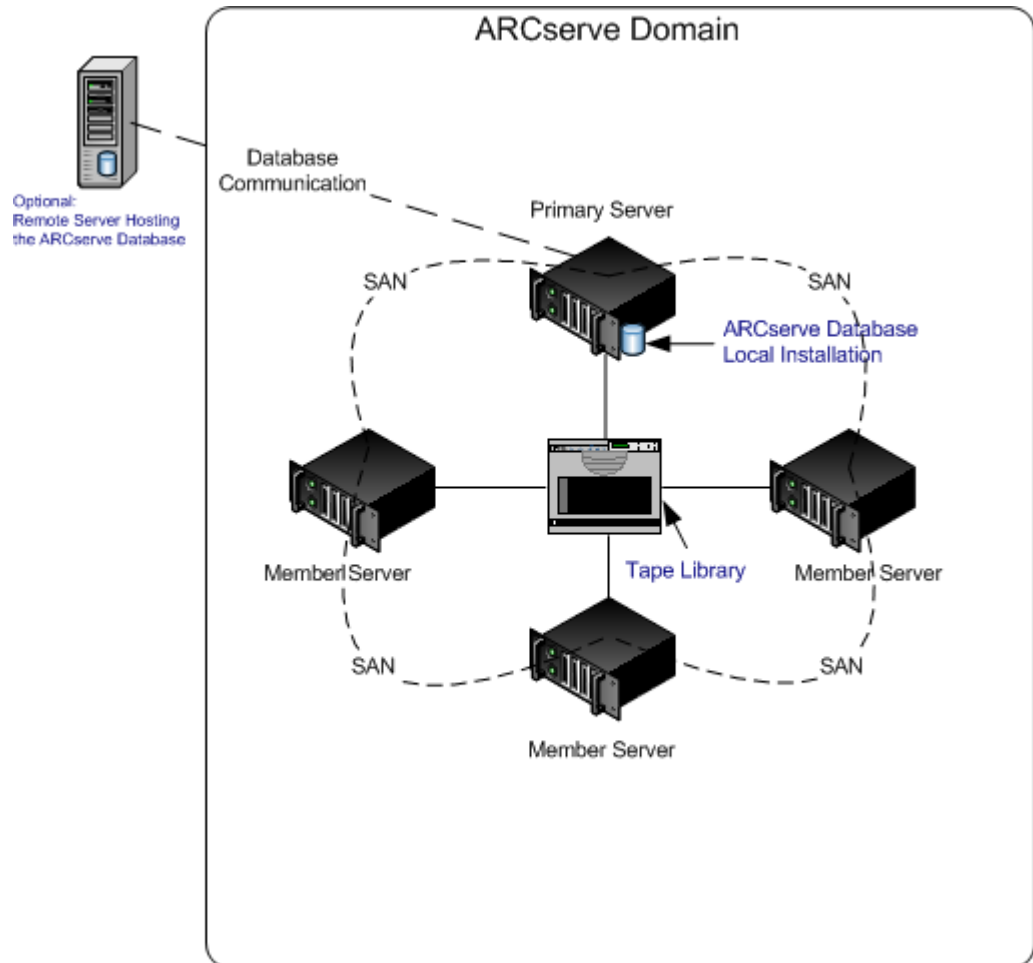 ARCserve Domain
Optional:
Remote Server Hosting
the ARCserve Database
Database
Communication
Primary Server
SAN
SAN
ARCserve Database
Local Installation
Member Server
Tape Library
Member Server
SAN
SAN
Member Server